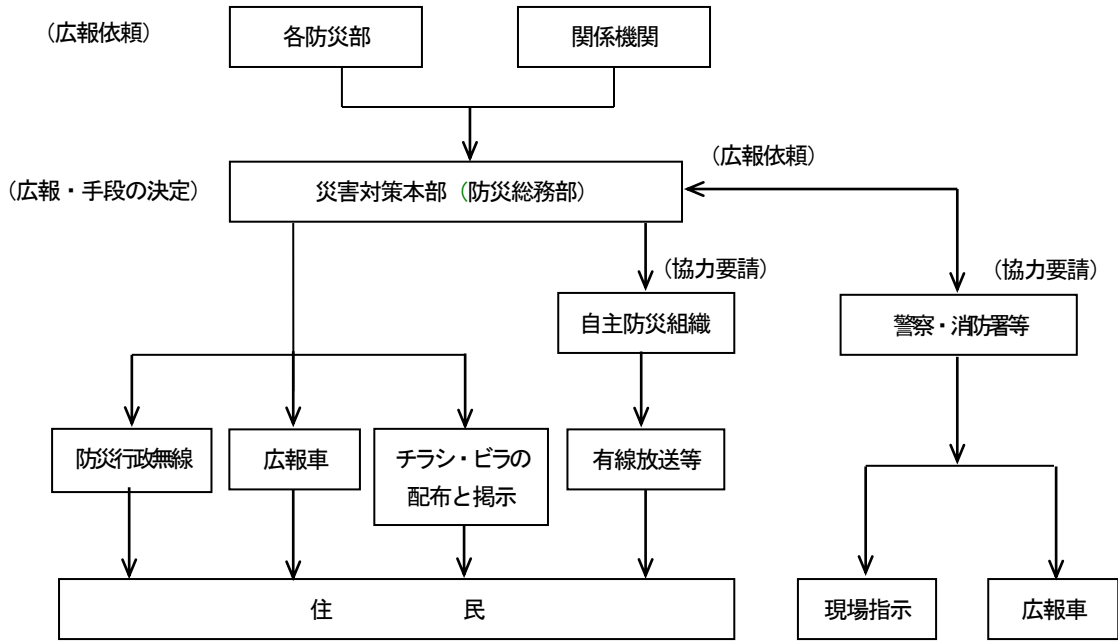 （広報依頼）
各防災部
関係機関
（広報依頼）
（広報・手段の決定）
災害対策本部（防災総務部）
（協力要請）
（協力要請）
自主防災組織
警察・消防署等
防災行政無線
広報車
チラシ・ビラの
配布と掲示
有線放送等
住　　　　　民
現場指示
広報車